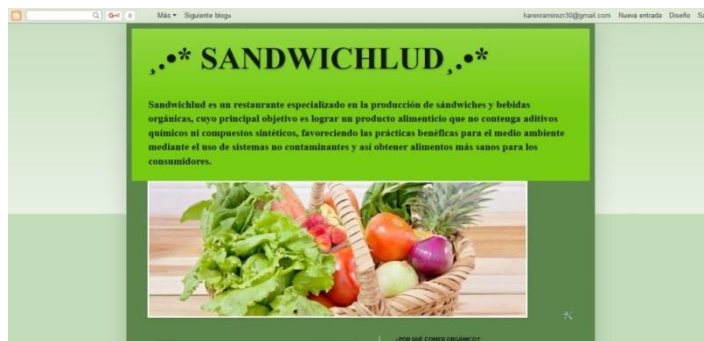 G+1 0 Más Siguiente blog» karenramirezr30@gmail.com Nueva entrada Diseño
¸.•* SANDWICHLUD¸.•*
Sandwichlud es un restaurante especializado en la producción de sándwiches y bebidas
orgánicas, cuyo principal objetivo es lograr un producto alimenticio que no contenga aditivos
químicos ni compuestos sintéticos, favoreciendo las prácticas benéficas para el medio ambiente
mediante el uso de sistemas no contaminantes y así obtener alimentos más sanos para los
consumidores.
¿POR QUÉ COMER ORGÁNICO?